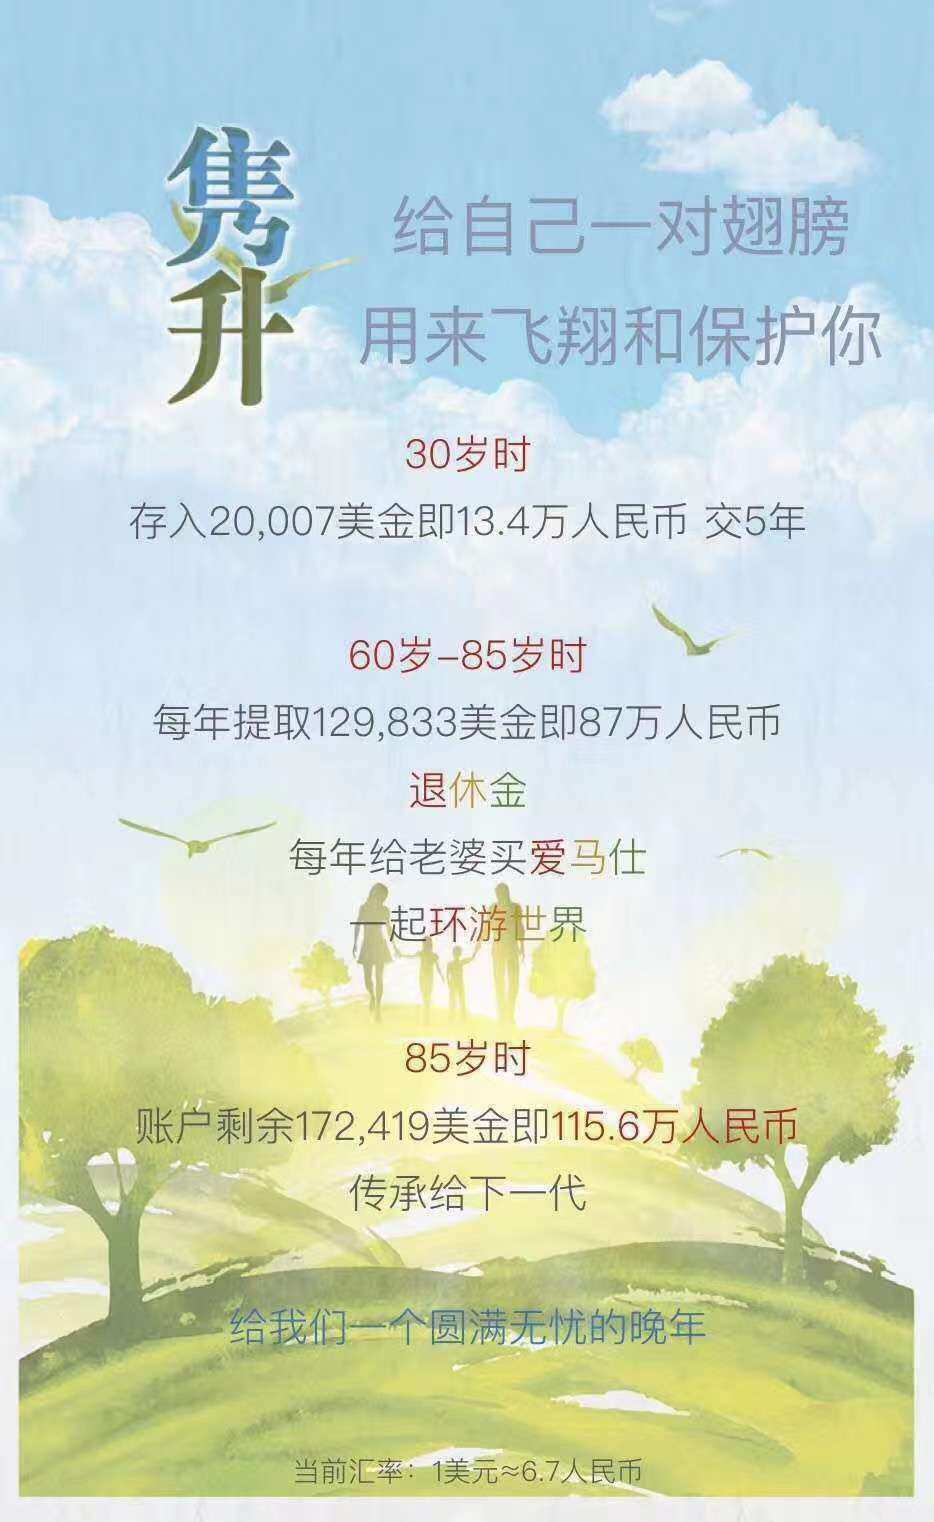 隽升
给自己一对翅膀
用来飞翔和保护你
30岁时
存入20,007美金即13.4万人民币 交5年
60岁-85岁时
每年提取129,833美金即87万人民币
退休金
每年给老婆买爱马仕
一起环游世界
85岁时
账户剩余172,419美金即115.6万人民币
传承给下一代
给我们一个圆满无忧的晚年
当前汇率：1美元≈6.7人民币